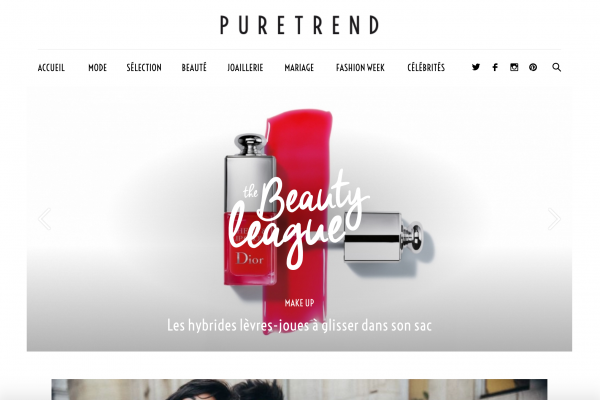 PURETREND
ACCUEIL MODE SÉLECTION BEAUTÉ JOAILLERIE MARIAGE FASHION WEEK CÉLÉBRITÉS
the Beauty
league
Dior
MAKE UP
Les hybrides lèvres-joues à glisser dans son sac